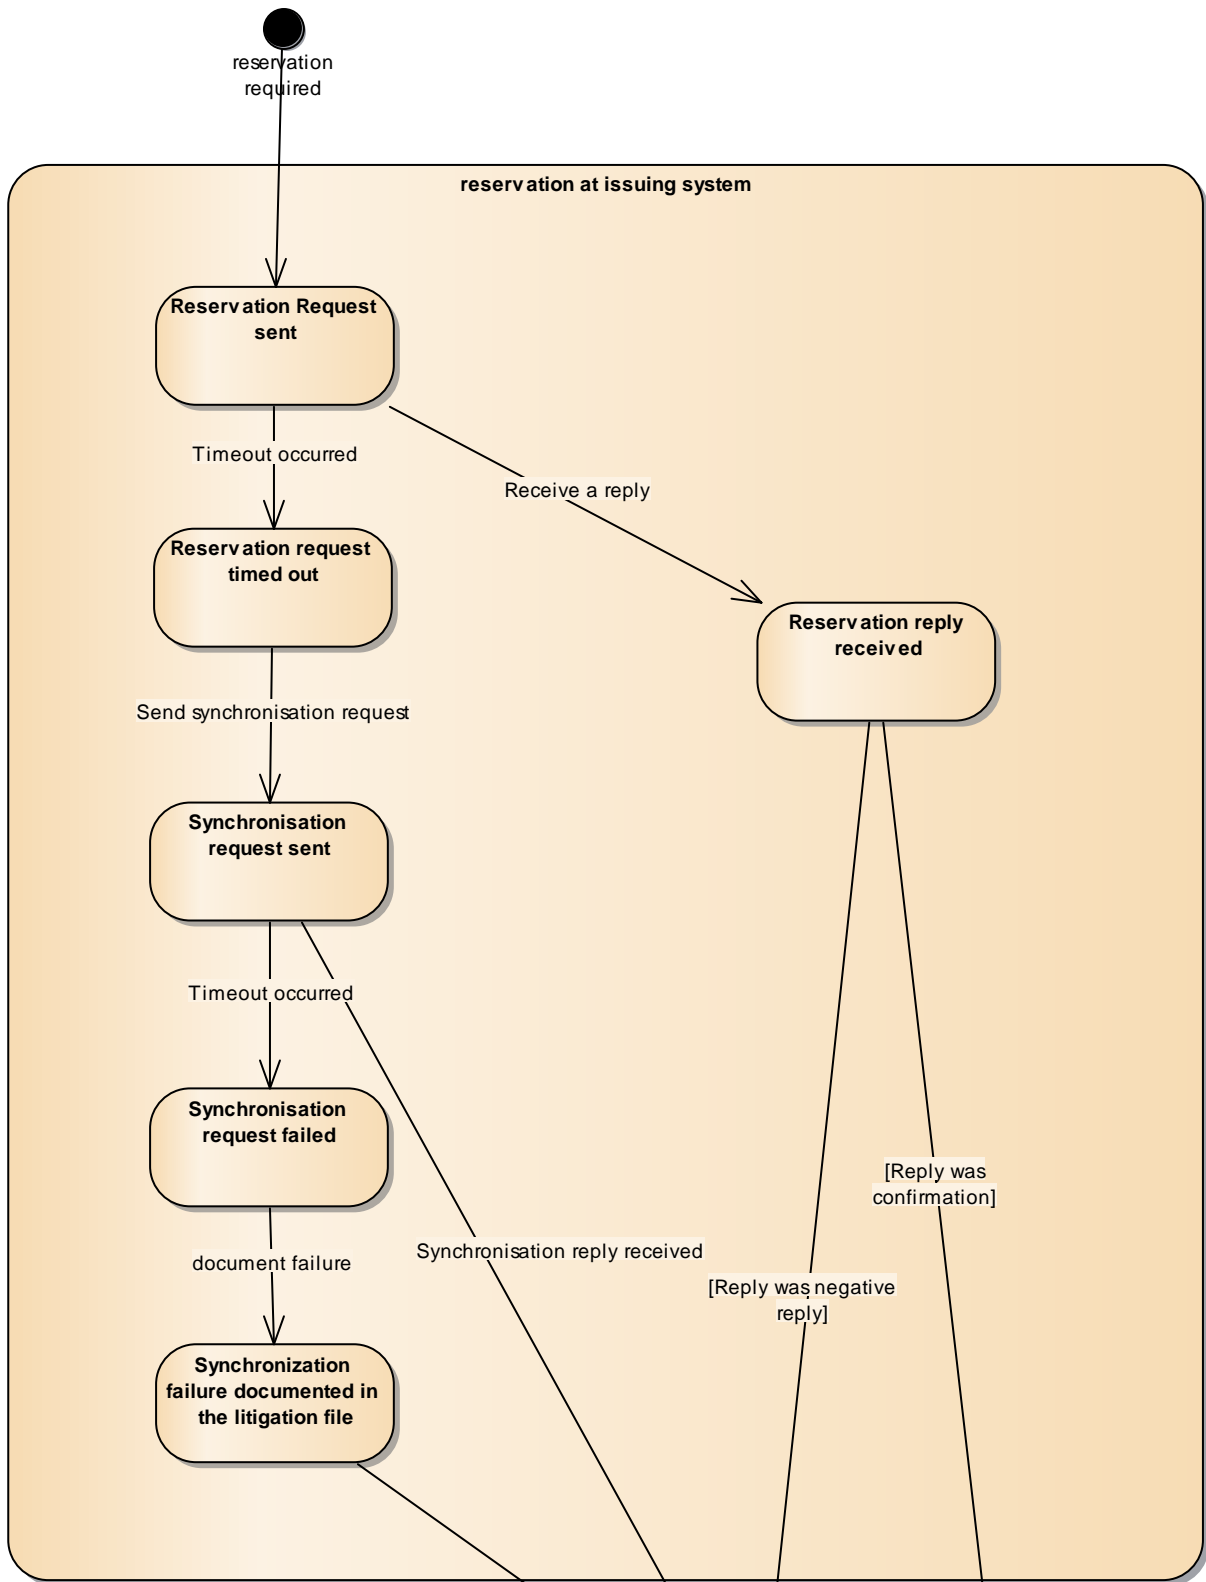 reservation
required
reservation at issuing system
Reservation Request
sent
Timeout occurred
Receive a reply
Reservation request
timed out
Reservation reply
received
Send synchronisation request
Synchronisation
request sent
Timeout occurred
Synchronisation
request failed
[Reply was
confirmation]
Synchronisation reply received
document failure
[Reply was negative
reply]
Synchronization
failure documented in
the litigation file